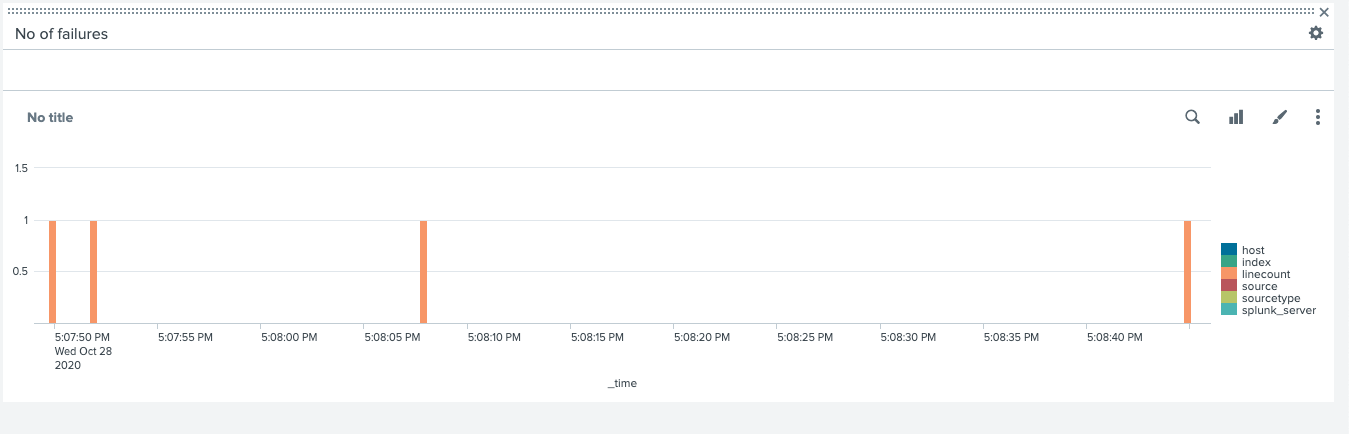 No of failures
No title
1.5
1
0.5
host
index
linecount
source
sourcetype
splunk_server
5:07:50 PM 5:07:55 PM 5:08:00 PM 5:08:05 PM 5:08:10 PM 5:08:15 PM 5:08:20 PM 5:08:25 PM 5:08:30 PM 5:08:35 PM 5:08:40 PM
Wed Oct 28
2020
_time